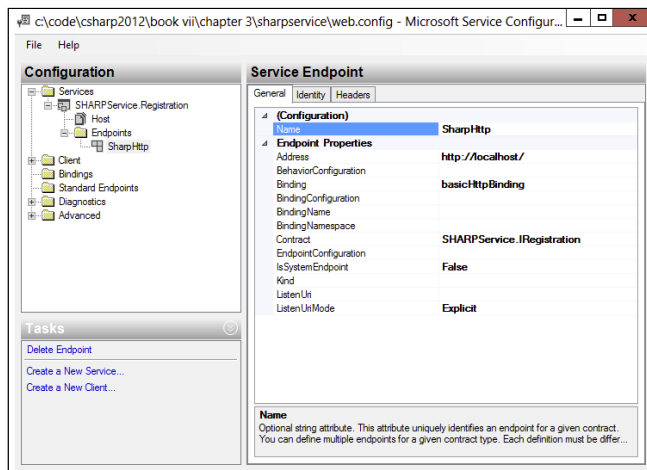 c:\code\csharp2012\book vii\chapter 3\sharpservice\web.config - Microsoft Service Configur...
File Help
Configuration
Services
SHARPService.Registration
Host
Endpoints
SharpHttp
Client
Bindings
Standard Endpoints
Diagnostics
Advanced
Tasks
Delete Endpoint
Create a New Service...
Create a New Client...
Service Endpoint
General Identity Headers
(Configuration)
Name SharpHttp
Endpoint Properties
Address http://localhost/
BehaviorConfiguration
Binding basicHttpBinding
BindingConfiguration
BindingName
BindingNamespace
Contract SHARPService.IRegistration
EndpointConfiguration
IsSystemEndpoint False
Kind
ListenUri
ListenUriMode Explicit
Name
Optional string attribute. This attribute uniquely identifies an endpoint for a given contract.
You can define multiple endpoints for a given contract type. Each definition must be differ...